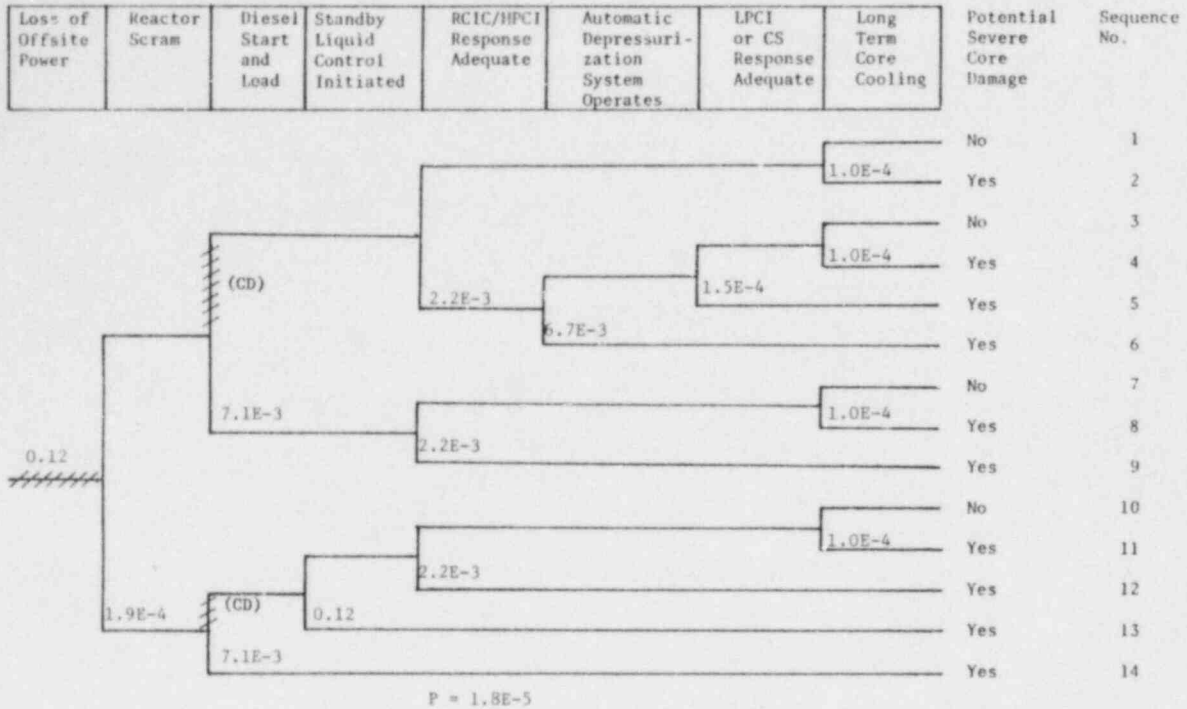 Loss of Offsite Power
Reactor Scram
Diesel Start and Load
Standby Liquid Control Initiated
RCIC/HPCI Response Adequate
Automatic Depressuri-zation System Operates
LPCI or CS Response Adequate
Long Term Core Cooling
Potential Severe Core Damage
Sequence No.
No 1
1.0E-4
Yes 2
No 3
1.0E-4
(CD)
Yes 4
1.5E-4
2.2E-3
Yes 5
6.7E-3
Yes 6
No 7
7.1E-3
1.0E-4
Yes 8
2.2E-3
0.12
Yes 9
No 10
1.0E-4
Yes 11
2.2E-3
Yes 12
(CD)
1.9E-4
0.12
Yes 13
7.1E-3
Yes 14
P = 1.8E-5